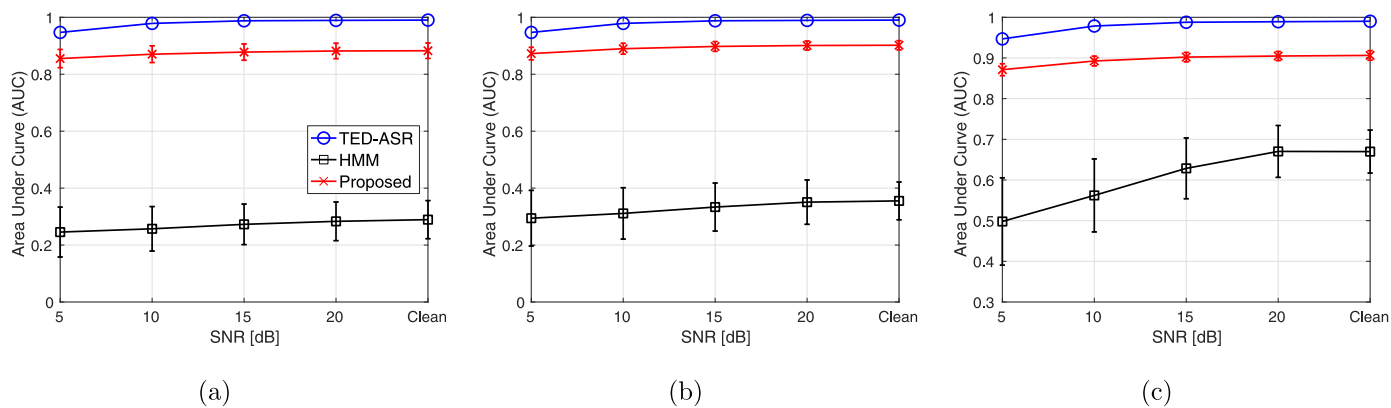 1
0.8
0.6
0.4
0.2
0
Area Under Curve (AUC)
TED-ASR
HMM
Proposed
5 10 15 20 Clean
SNR [dB]
(a)
1
0.8
0.6
0.4
0.2
0
Area Under Curve (AUC)
5 10 15 20 Clean
SNR [dB]
(b)
1
0.9
0.8
0.7
0.6
0.5
0.4
0.3
Area Under Curve (AUC)
5 10 15 20 Clean
SNR [dB]
(c)